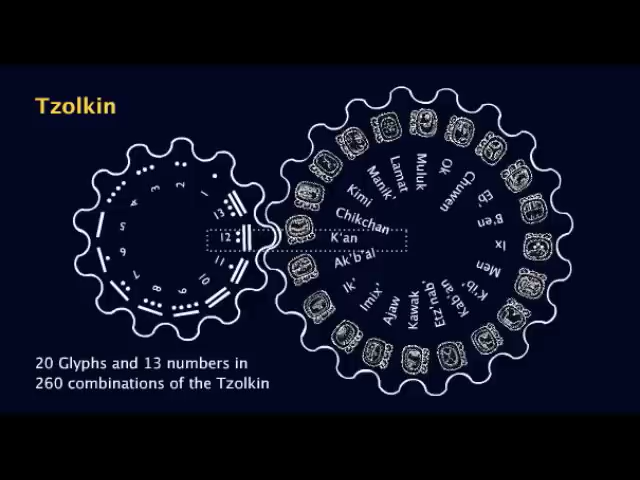 Tzolkin
1
2
3
4
5
6
7
8
9
10
11
12
13
K'an
Chikchan
Kimi
Manik'
Lamat
Muluk
OK
Chuwen
Eb'
B'en
Ix
Men
K'ib'
Kab'an
Etz'nab'
Kawak
Ajaw
Imix'
Ik'
Ak'b'al
20 Glyphs and 13 numbers in
260 combinations of the Tzolkin